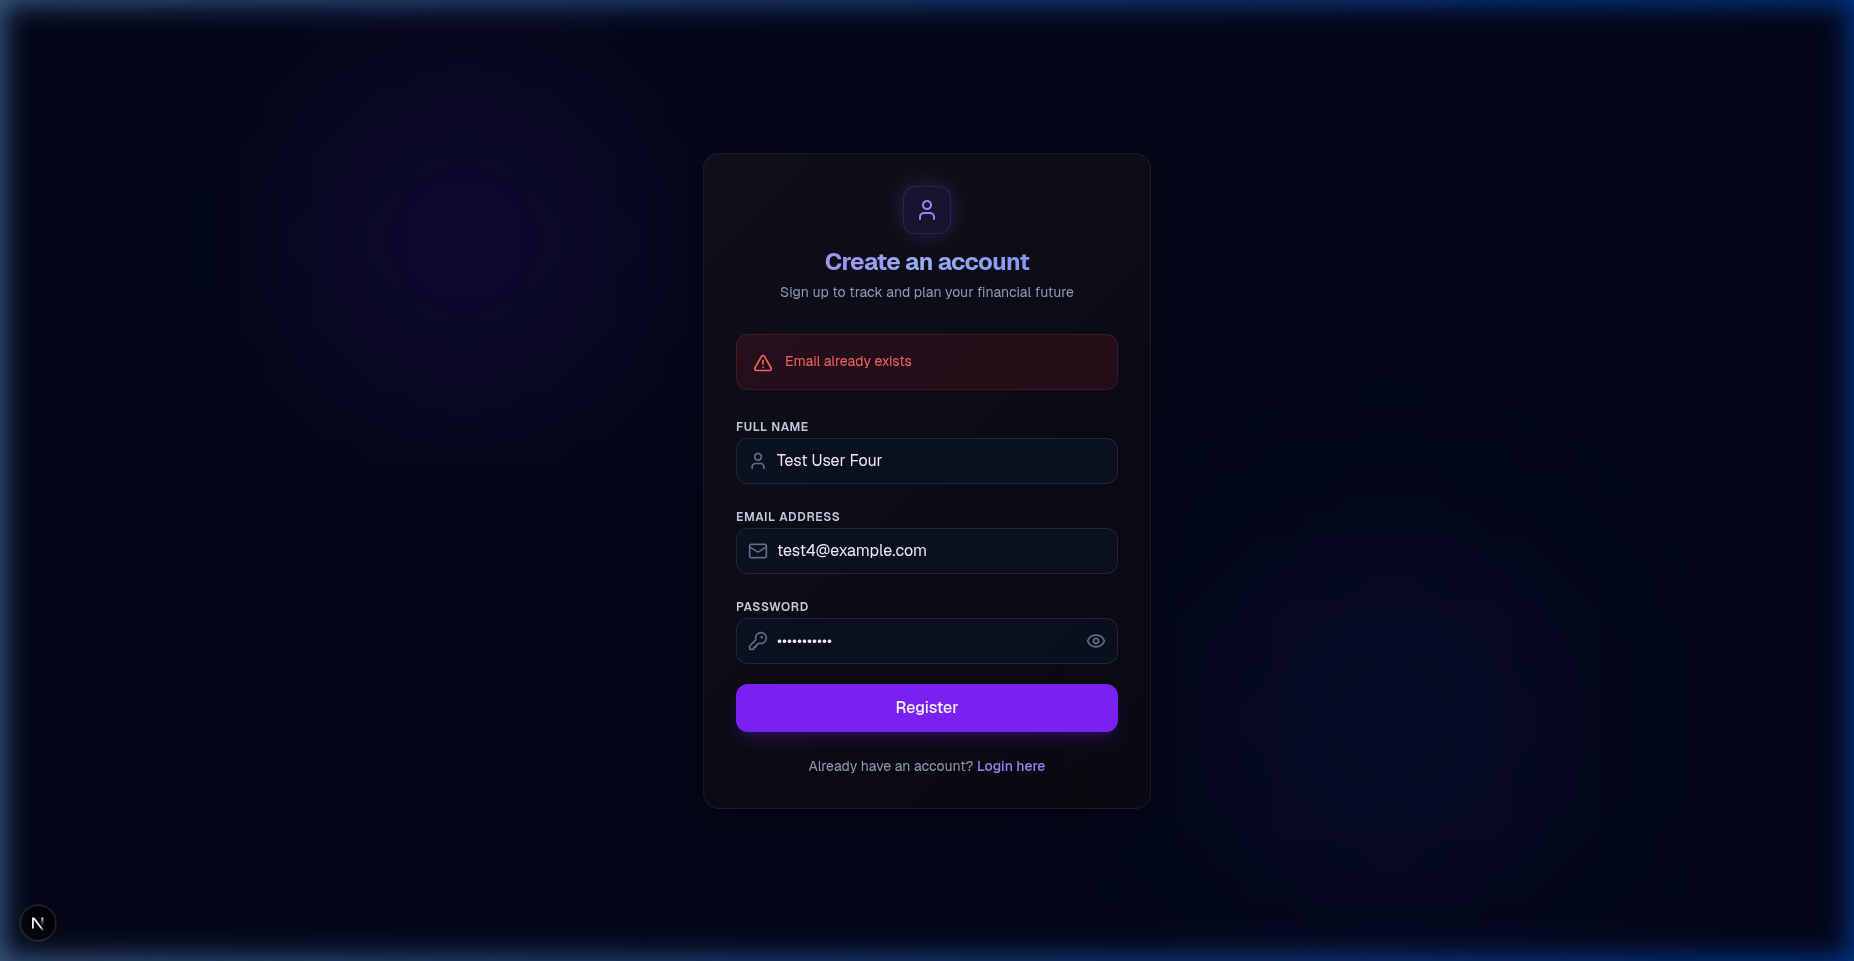 Create an account
Sign up to track and plan your financial future
Email already exists
FULL NAME
Test User Four
EMAIL ADDRESS
test4@example.com
PASSWORD
•••••••••••
Register
Already have an account? Login here
N